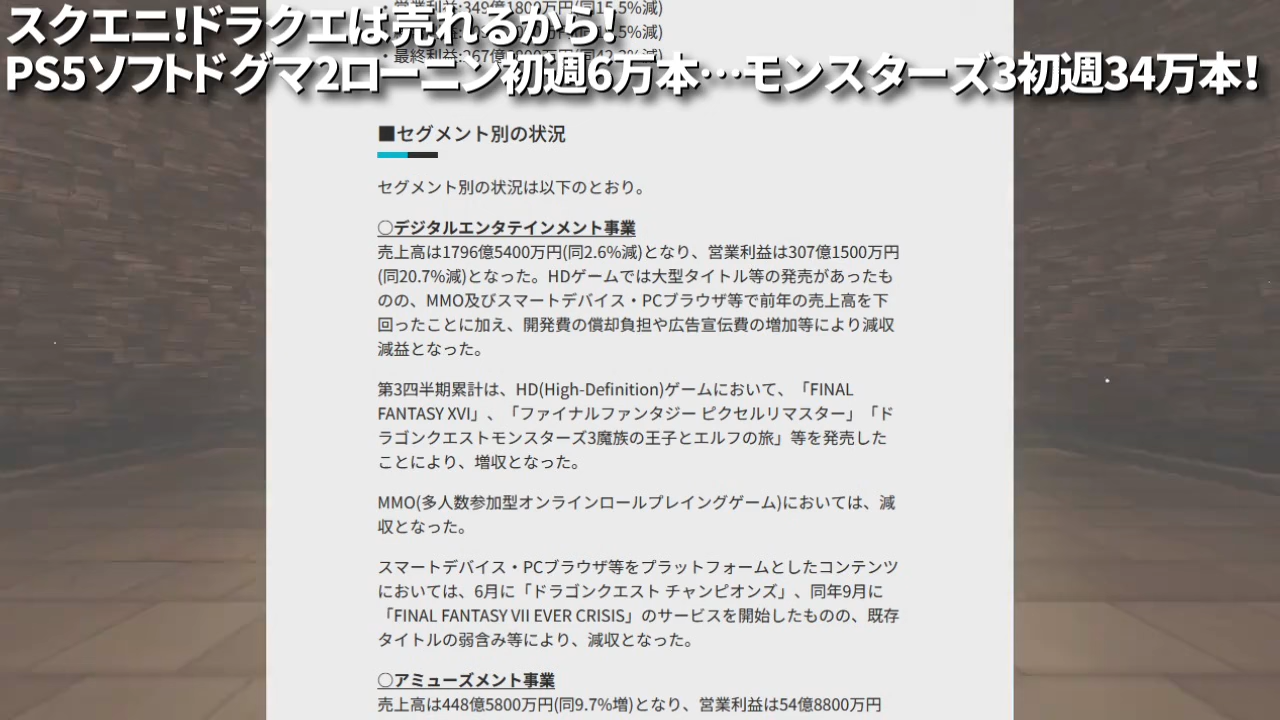 スクエニ!ドラクエは売れるから!
PS5ソフトドグマ2ローニン初週6万本…モンスターズ3初週34万本!
■セグメント別の状況
セグメント別の状況は以下のとおり。
○デジタルエンタテインメント事業
売上高は1796億5400万円(同2.6%減)となり、営業利益は307億1500万円
(同20.7%減)となった。HDゲームでは大型タイトル等の発売があったも
のの、MMO及びスマートデバイス・PCブラウザ等で前年の売上高を下
回ったことに加え、開発費の償却負担や広告宣伝費の増加等により減収
減益となった。
第3四半期累計は、HD(High-Definition)ゲームにおいて、「FINAL
FANTASY XVI」、「ファイナルファンタジー ピクセルリマスター」「ド
ラゴンクエストモンスターズ3魔族の王子とエルフの旅」等を発売した
ことにより、増収となった。
MMO(多人数参加型オンラインロールプレイングゲーム)においては、減
収となった。
スマートデバイス・PCブラウザ等をプラットフォームとしたコンテンツ
においては、6月に「ドラゴンクエスト チャンピオンズ」、同年9月に
「FINAL FANTASY VII EVER CRISIS」のサービスを開始したものの、既存
タイトルの弱含み等により、減収となった。
○アミューズメント事業
売上高は448億5800万円(同9.7%増)となり、営業利益は54億8800万円